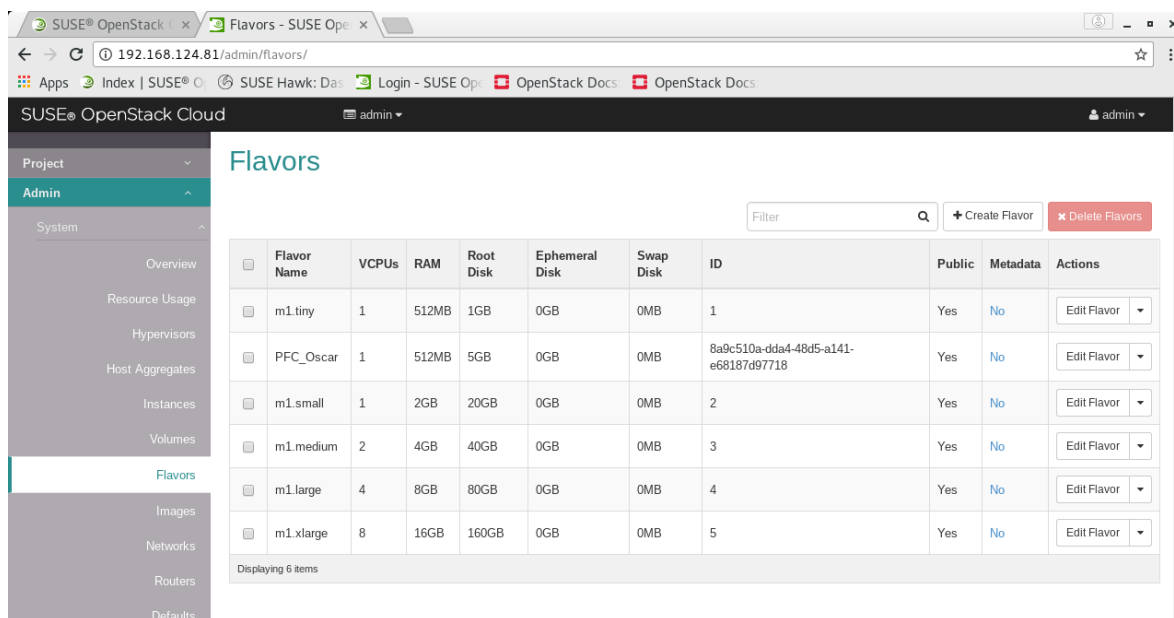 SUSE® OpenStack
Flavors - SUSE Ope
192.168.124.81/admin/flavors/
Apps Index | SUSE® O SUSE Hawk: Das Login - SUSE Ope OpenStack Docs: OpenStack Docs:
SUSE® OpenStack Cloud admin admin
Project
Admin
System
Overview
Resource Usage
Hypervisors
Host Aggregates
Instances
Volumes
Flavors
Images
Networks
Routers
Defaults
Flavors
Filter + Create Flavor × Delete Flavors
Flavor Name VCPUs RAM Root Disk Ephemeral Disk Swap Disk ID Public Metadata Actions
m1.tiny 1 512MB 1GB 0GB 0MB 1 Yes No Edit Flavor
PFC_Oscar 1 512MB 5GB 0GB 0MB 8a9c510a-dda4-48d5-a141-e68187d97718 Yes No Edit Flavor
m1.small 1 2GB 20GB 0GB 0MB 2 Yes No Edit Flavor
m1.medium 2 4GB 40GB 0GB 0MB 3 Yes No Edit Flavor
m1.large 4 8GB 80GB 0GB 0MB 4 Yes No Edit Flavor
m1.xlarge 8 16GB 160GB 0GB 0MB 5 Yes No Edit Flavor
Displaying 6 items